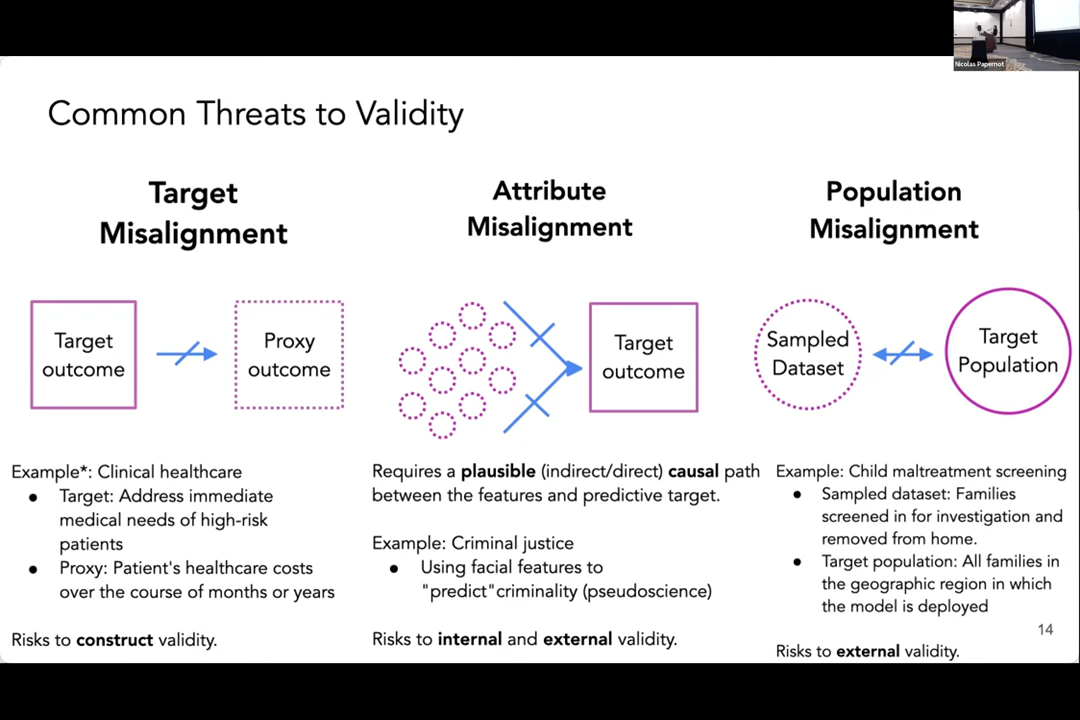 Nicolas Papernot
Common Threats to Validity
Target
Misalignment
Target
outcome
Proxy
outcome
Example*: Clinical healthcare
● Target: Address immediate
medical needs of high-risk
patients
● Proxy: Patient's healthcare costs
over the course of months or years
Risks to construct validity.
Attribute
Misalignment
Target
outcome
Requires a plausible (indirect/direct) causal path
between the features and predictive target.
Example: Criminal justice
● Using facial features to
"predict"criminality (pseudoscience)
Risks to internal and external validity.
Population
Misalignment
Sampled
Dataset
Target
Population
Example: Child maltreatment screening
● Sampled dataset: Families
screened in for investigation and
removed from home.
● Target population: All families in
the geographic region in which
the model is deployed
Risks to external validity.
14